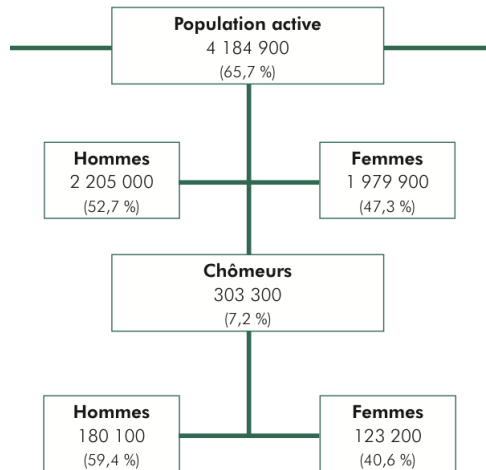 Population active
4 184 900
(65,7 %)
Hommes
2 205 000
(52,7 %)
Femmes
1 979 900
(47,3 %)
Chômeurs
303 300
(7,2 %)
Hommes
180 100
(59,4 %)
Femmes
123 200
(40,6 %)